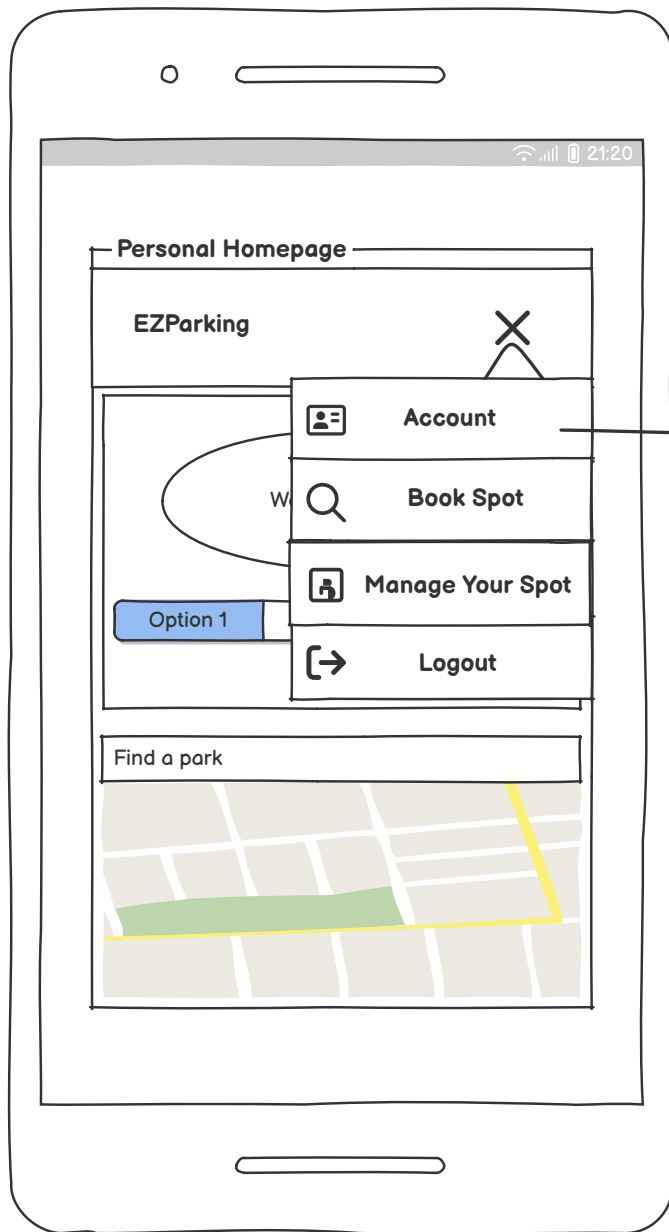 21:20
Personal Homepage
EZParking
Account
Book Spot
Manage Your Spot
Option 1
Logout
Find a park